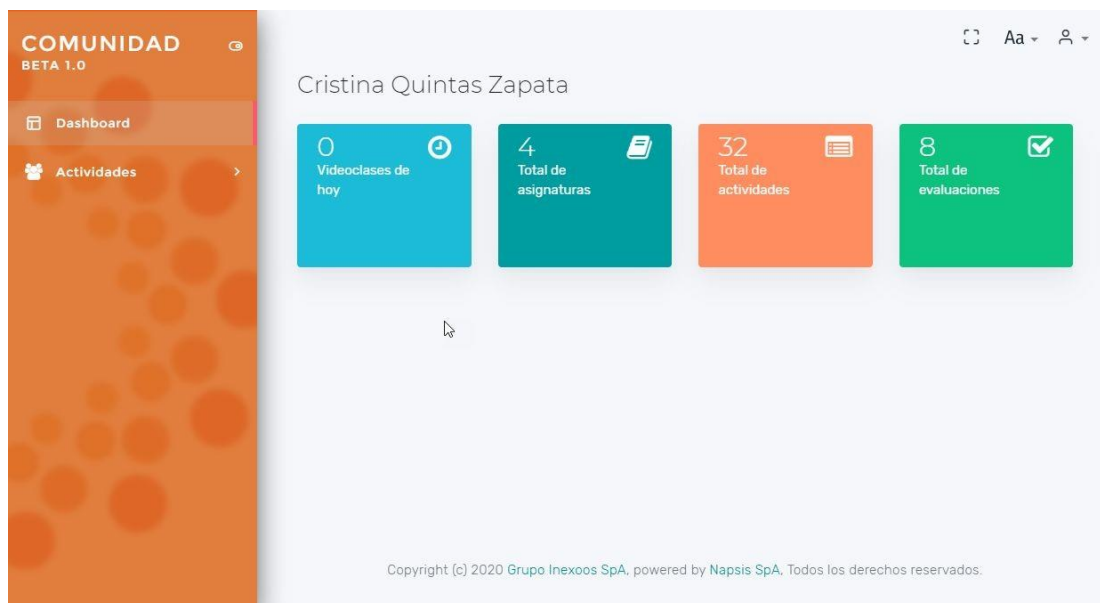 COMUNIDAD
BETA 1.0
Dashboard
Actividades
Aa
Cristina Quintas Zapata
0
Videoclases de
hoy
4
Total de
asignaturas
32
Total de
actividades
8
Total de
evaluaciones
Copyright (c) 2020 Grupo Inexoos SpA, powered by Napsis SpA, Todos los derechos reservados.